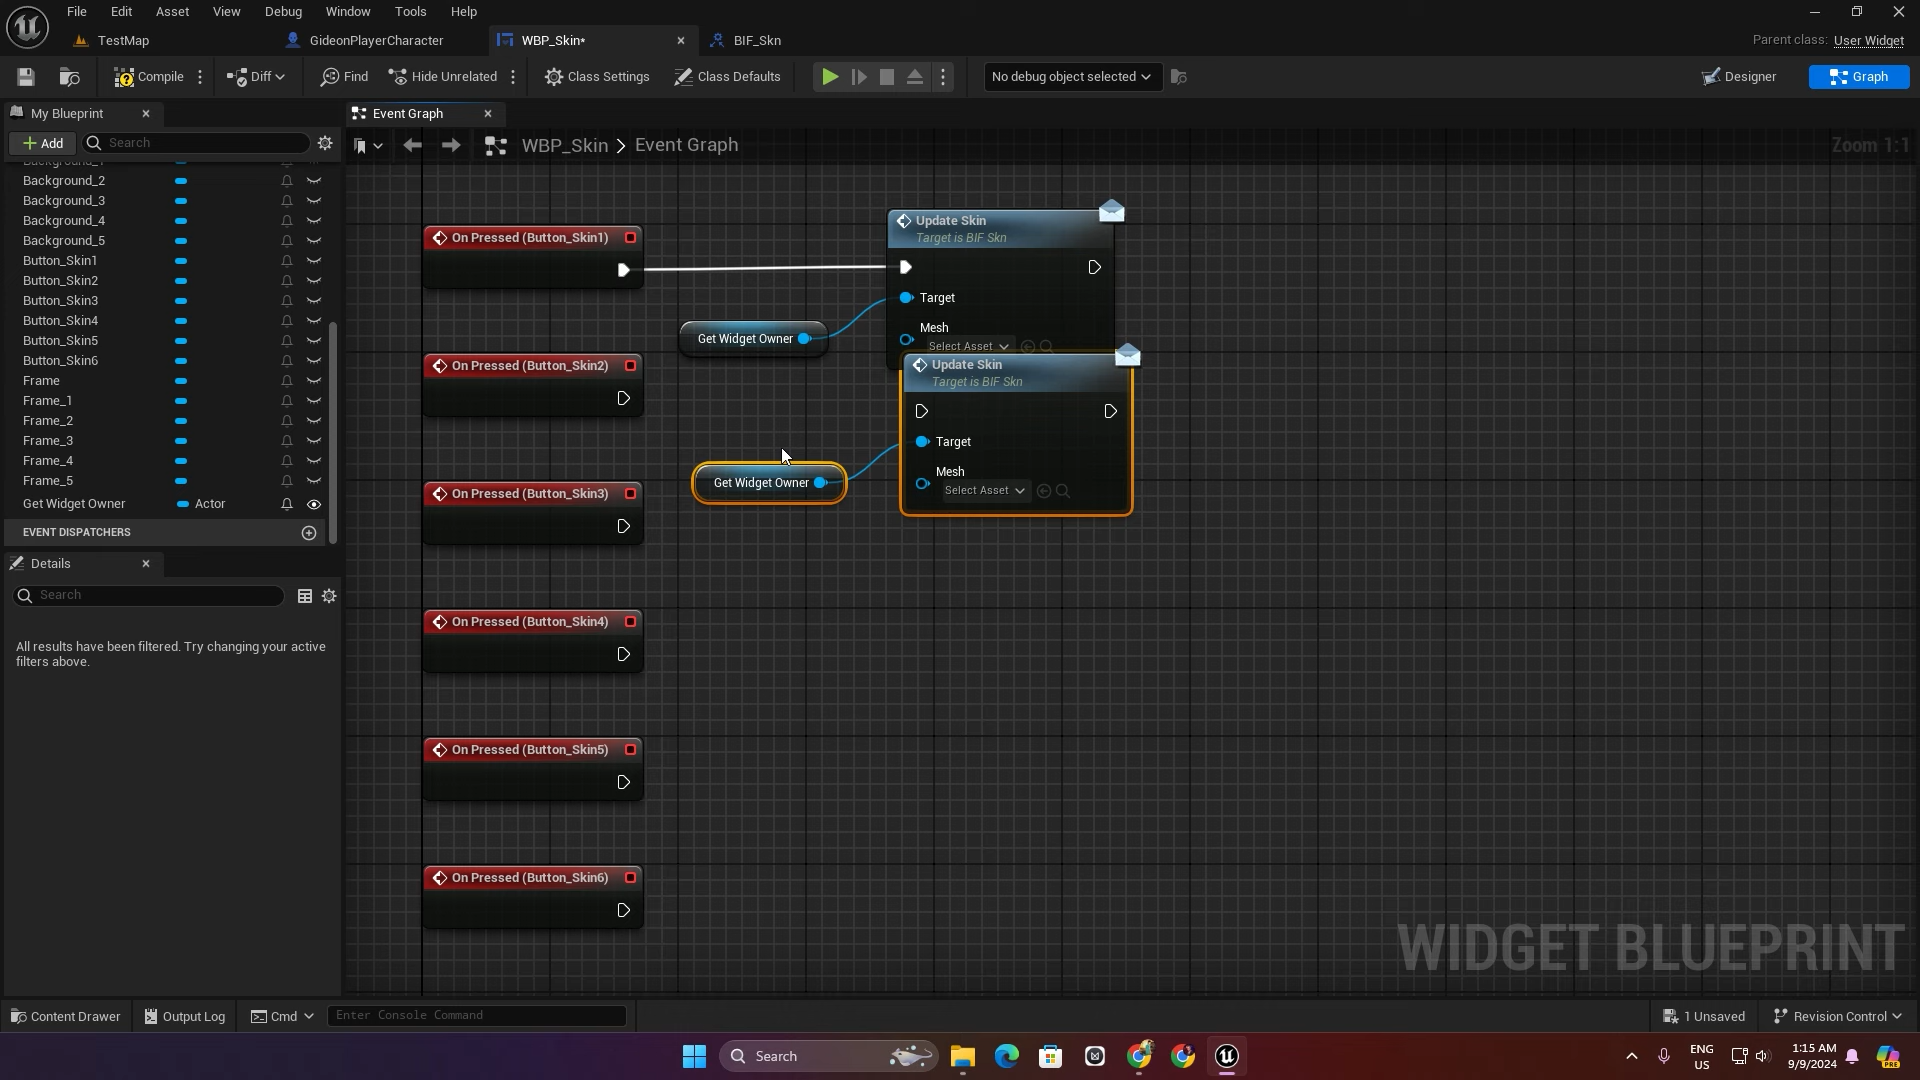 File Edit Asset View Debug Window Tools Help
TestMap GideonPlayerCharacter WBP_Skin* BIF_Skn
Parent class: User Widget
Compile Diff Find Hide Unrelated Class Settings Class Defaults No debug object selected Designer Graph
My Blueprint
Event Graph
Add Search
WBP_Skin > Event Graph
Zoom 1:1
Background_1
Background_2
Background_3
Background_4
Background_5
Button_Skin1
Button_Skin2
Button_Skin3
Button_Skin4
Button_Skin5
Button_Skin6
Frame
Frame_1
Frame_2
Frame_3
Frame_4
Frame_5
Get Widget Owner Actor
EVENT DISPATCHERS
Details
Search
All results have been filtered. Try changing your active
filters above.
On Pressed (Button_Skin1)
Update Skin
Target is BIF Skn
Target
Mesh
Select Asset
Get Widget Owner
On Pressed (Button_Skin2)
Update Skin
Target is BIF Skn
Target
Mesh
Select Asset
Get Widget Owner
On Pressed (Button_Skin3)
On Pressed (Button_Skin4)
On Pressed (Button_Skin5)
On Pressed (Button_Skin6)
WIDGET BLUEPRINT
Content Drawer Output Log Cmd Enter Console Command 1 Unsaved Revision Control
Search
ENG
US
1:15 AM
9/9/2024
PRE